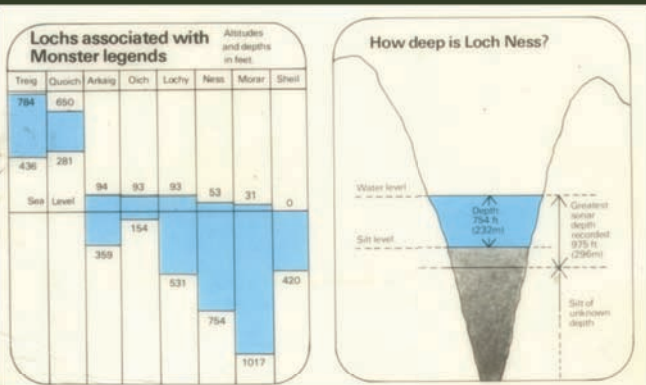 Lochs associated with
Monster legends
Altitudes
and depths
in feet.
Treig Quoich Arkaig Oich Lochy Ness Morar Sheil
784 650
436 281
94 93 93 53 31 0
Sea Level
359 154 531 754 1017 420
How deep is Loch Ness?
Water level
Depth
754 ft
(232m)
Silt level
Greatest
sonar
depth
recorded
975 ft
(296m)
Silt of
unknown
depth